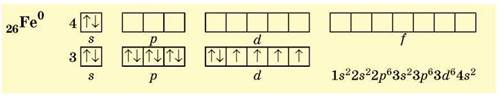 ₂₆Fe⁰ 4 ↑↓
s p d f
3 ↑↓ ↑↓ ↑↓ ↑↓ ↑↓ ↑ ↑ ↑ ↑
s p d 1s²2s²2p⁶3s²3p⁶3d⁶4s²